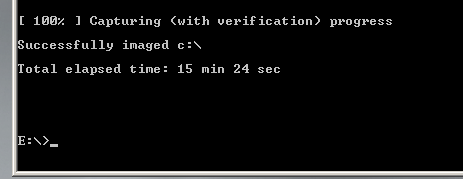 [ 100% ] Capturing (with verification) progress
Successfully imaged c:\
Total elapsed time: 15 min 24 sec
E:\>_